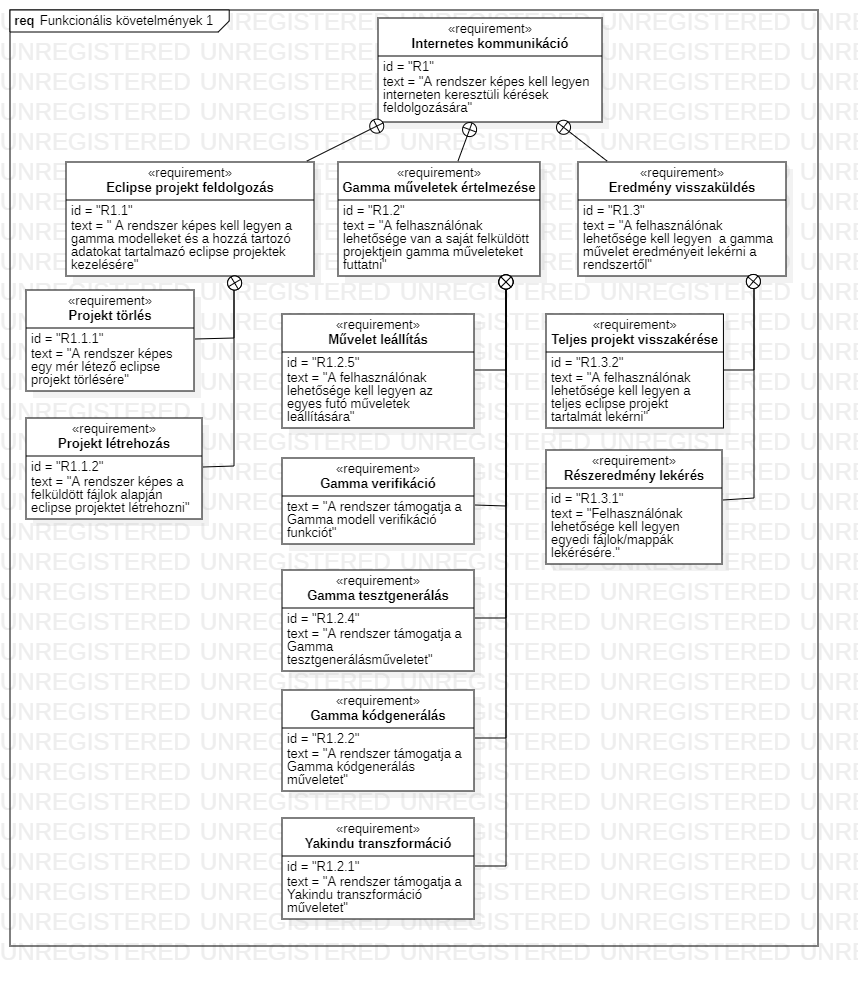 req Funkcionális követelmények 1
«requirement»
Internetes kommunikáció
id = "R1"
text = "A rendszer képes kell legyen
interneten keresztüli kérések
feldolgozására"
«requirement»
Eclipse projekt feldolgozás
id = "R1.1"
text = " A rendszer képes kell legyen a
gamma modelleket és a hozzá tartozó
adatokat tartalmazó eclipse projektek
kezelésére"
«requirement»
Gamma műveletek értelmezése
id = "R1.2"
text = "A felhasználónak
lehetősége van a saját felküldött
projektjein gamma műveleteket
futtatni"
«requirement»
Eredmény visszaküldés
id = "R1.3"
text = "A felhasználónak
lehetősége kell legyen  a gamma
művelet eredményeit lekérni a
rendszertől"
«requirement»
Projekt törlés
id = "R1.1.1"
text = "A rendszer képes
egy mér létező eclipse
projekt törlésére"
«requirement»
Projekt létrehozás
id = "R1.1.2"
text = "A rendszer képes a
felküldött fájlok alapján
eclipse projektet létrehozni"
«requirement»
Művelet leállítás
id = "R1.2.5"
text = "A felhasználónak
lehetősége kell legyen az
egyes futó műveletek
leállítására"
«requirement»
Gamma verifikáció
text = "A rendszer támogatja a
Gamma modell verifikáció
funkciót"
«requirement»
Gamma tesztgenerálás
id = "R1.2.4"
text = "A rendszer támogatja a
Gamma
tesztgenerálásműveletet"
«requirement»
Gamma kódgenerálás
id = "R1.2.2"
text = "A rendszer támogatja a
Gamma kódgenerálás
műveletet"
«requirement»
Yakindu transzformáció
id = "R1.2.1"
text = "A rendszer támogatja a
Yakindu transzformáció
műveletet"
«requirement»
Teljes projekt visszakérése
id = "R1.3.2"
text = "A felhasználónak
lehetősége kell legyen a
teljes eclipse projekt
tartalmát lekérni"
«requirement»
Részeredmény lekérés
id = "R1.3.1"
text = "Felhasználónak
lehetősége kell legyen
egyedi fájlok/mappák
lekérésére."
UNREGISTERED